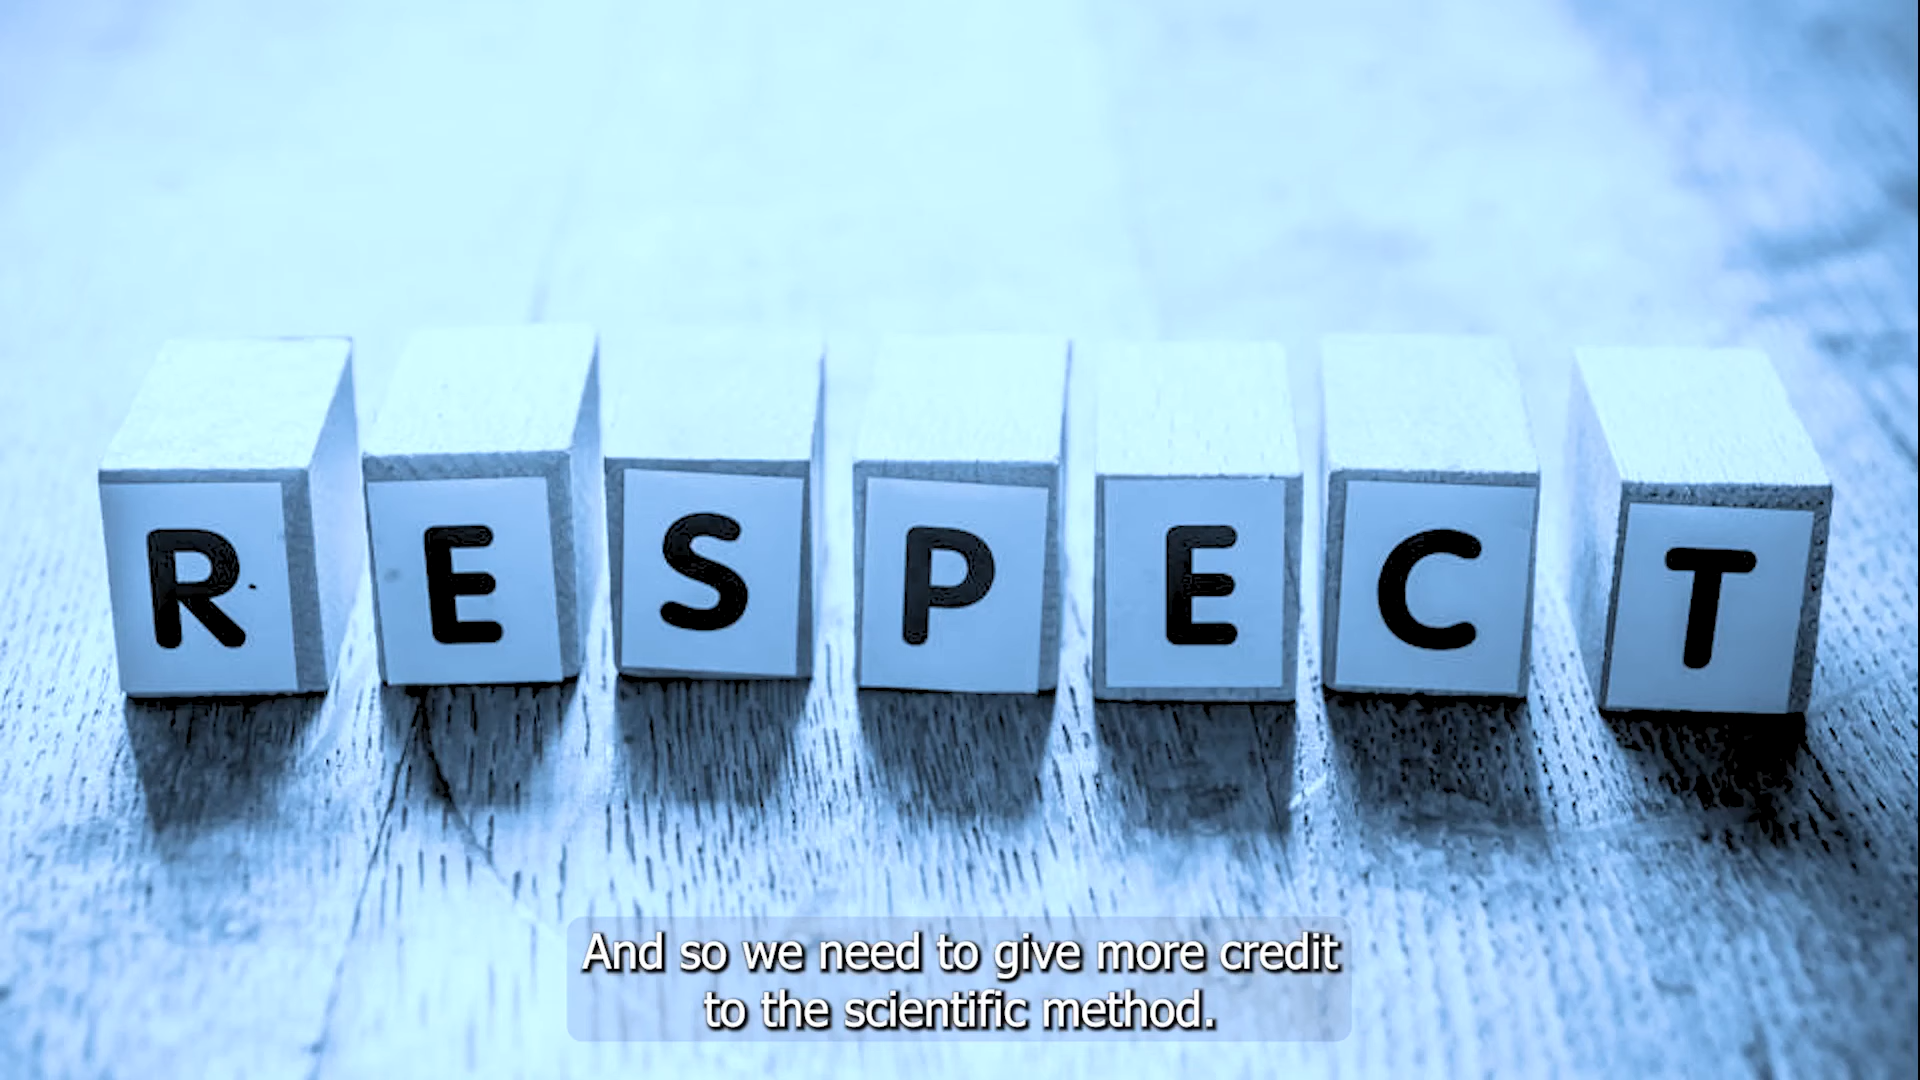 RESPECT
And so we need to give more credit
to the scientific method.